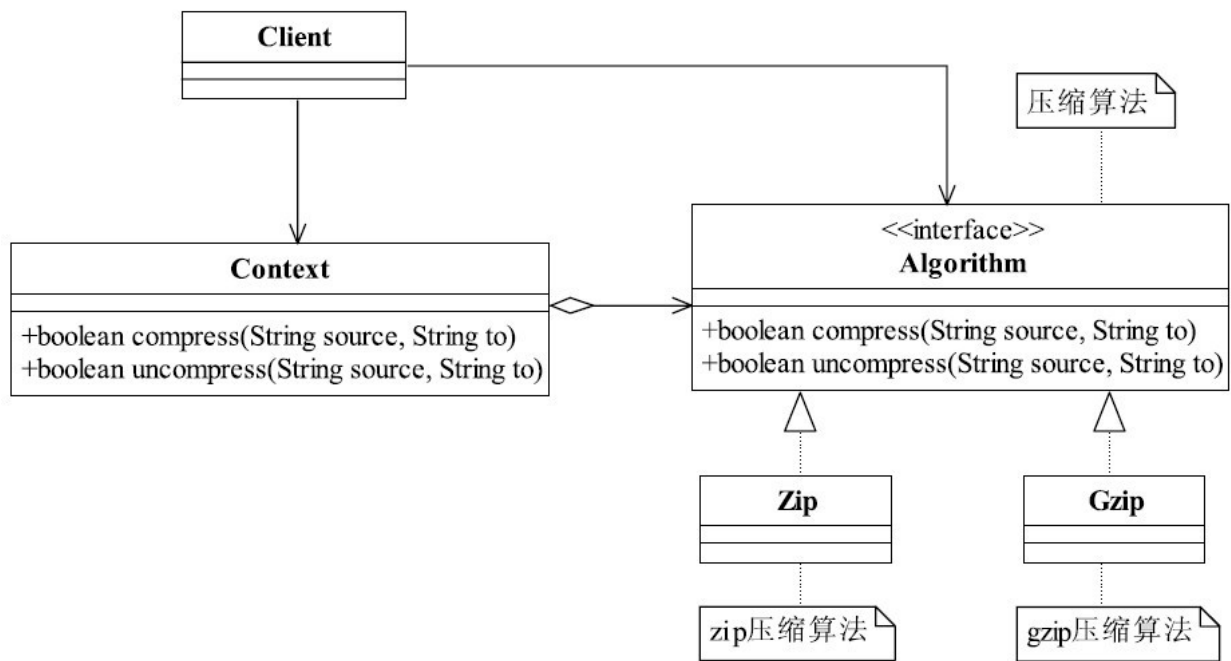 Client
压缩算法
<<interface>>
Algorithm
+boolean compress(String source, String to)
+boolean uncompress(String source, String to)
Context
+boolean compress(String source, String to)
+boolean uncompress(String source, String to)
Zip
Gzip
zip压缩算法
gzip压缩算法